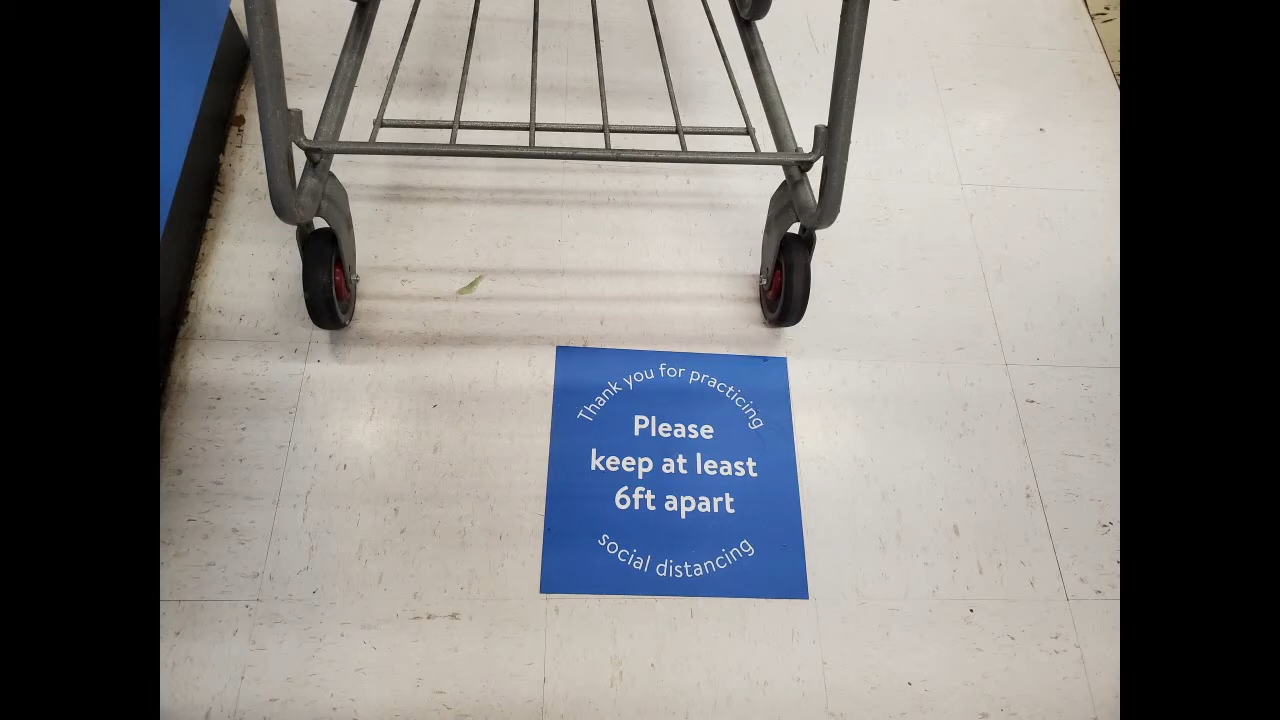 Thank you for practicing
Please
keep at least
6ft apart
social distancing